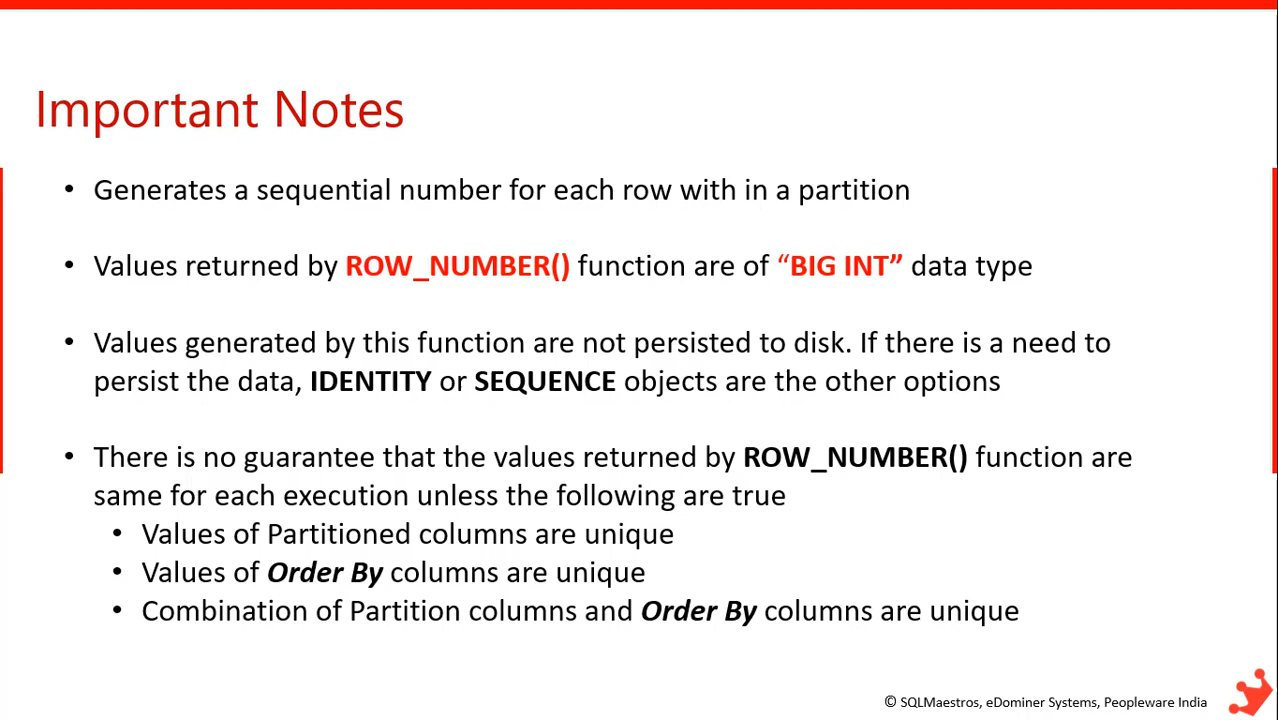 Important Notes
• Generates a sequential number for each row with in a partition
• Values returned by ROW_NUMBER() function are of “BIG INT” data type
• Values generated by this function are not persisted to disk. If there is a need to
persist the data, IDENTITY or SEQUENCE objects are the other options
• There is no guarantee that the values returned by ROW_NUMBER() function are
same for each execution unless the following are true
• Values of Partitioned columns are unique
• Values of Order By columns are unique
• Combination of Partition columns and Order By columns are unique
© SQLMaestros, eDominer Systems, Peopleware India